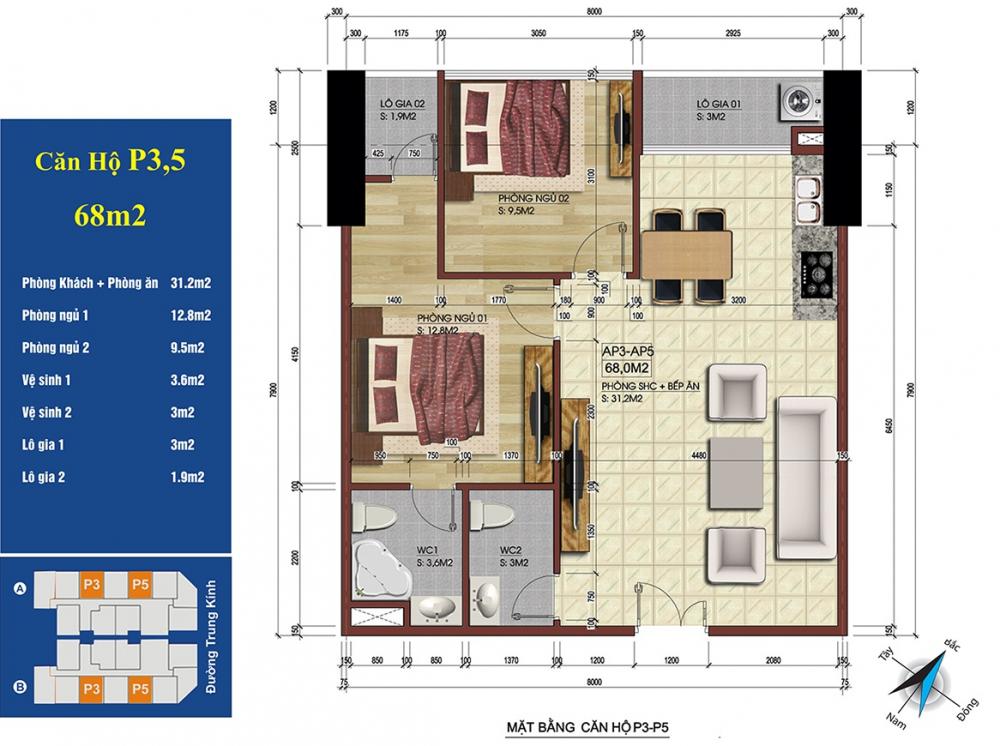 Căn Hộ P3,5
68m2
Phòng Khách + Phòng ăn 31.2m2
Phòng ngủ 1 12.8m2
Phòng ngủ 2 9.5m2
Vệ sinh 1 3.6m2
Vệ sinh 2 3m2
Lô gia 1 3m2
Lô gia 2 1.9m2
A
P3 P5
B
P3 P5
Đường Trung Kính
300 8000 300
300 1175 100 3050 150 2925 300
1200
2500
4150
7900
100
2200
150
150
1200
150
1150
7900
6450
150
LÔ GIA 02
S: 1,9M2
425 750
3100
PHÒNG NGỦ 02
S: 9,5M2
LÔ GIA 01
S: 3M2
1400 100 1770 100 180 900 100 3200
100
100
900
100
100
PHÒNG NGỦ 01
S: 12,8M2
AP3-AP5
68,0M2
PHÒNG SHC + BẾP ĂN
S: 31,2M2
2300
100
950 750 100 1370 100 4480 150
100
1350
WC1
S: 3,6M2
WC2
S: 3M2
750
100
150 850 100 850 100 1370 100 1200 1200 2080 150
75 8000 75
MẶT BẰNG CĂN HỘ P3-P5
Tây
Bắc
Nam
Đông